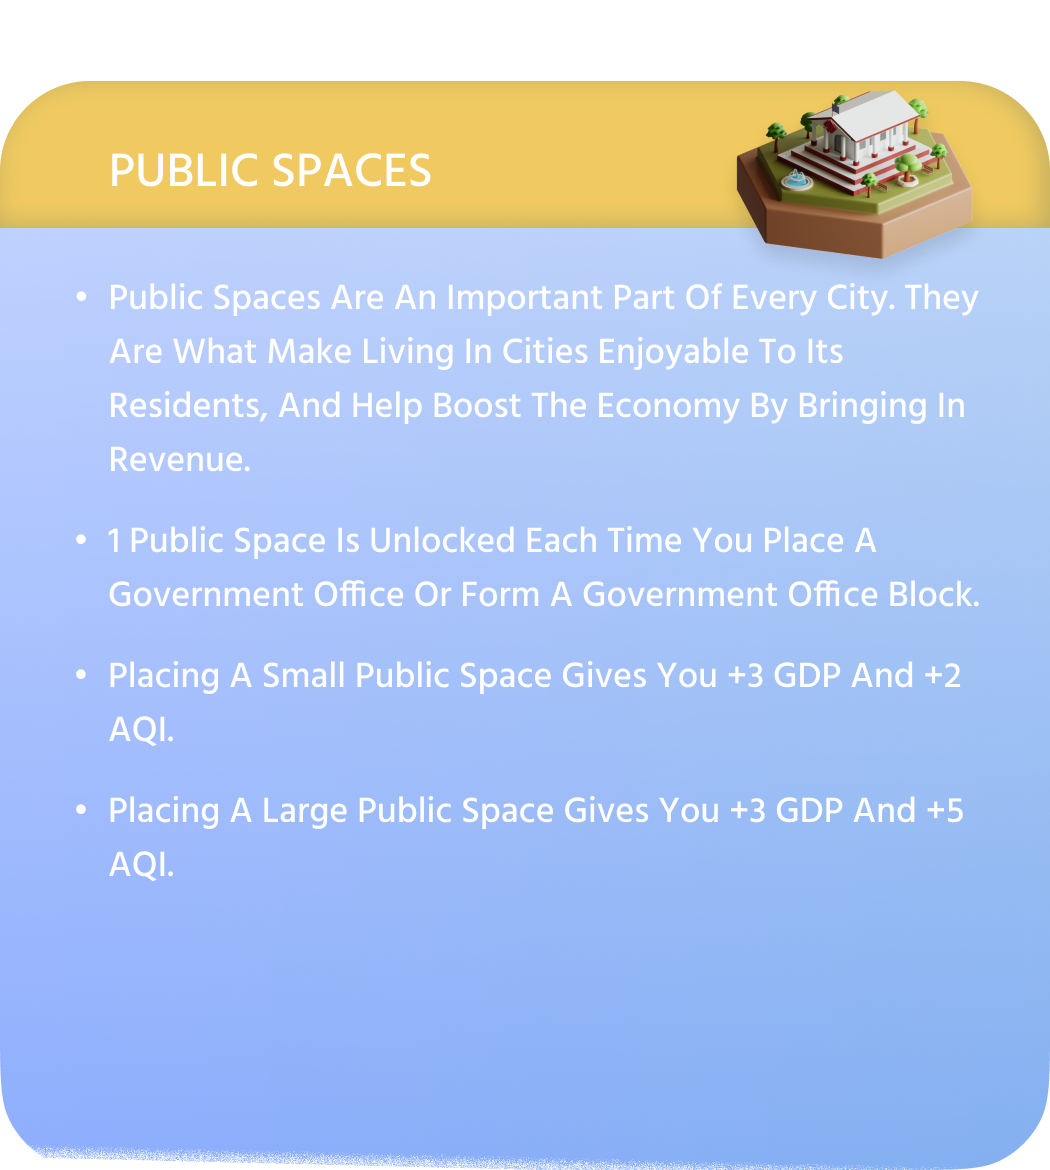 PUBLIC SPACES
• Public Spaces Are An Important Part Of Every City. They
Are What Make Living In Cities Enjoyable To Its
Residents, And Help Boost The Economy By Bringing In
Revenue.
• 1 Public Space Is Unlocked Each Time You Place A
Government Office Or Form A Government Office Block.
• Placing A Small Public Space Gives You +3 GDP And +2
AQI.
• Placing A Large Public Space Gives You +3 GDP And +5
AQI.